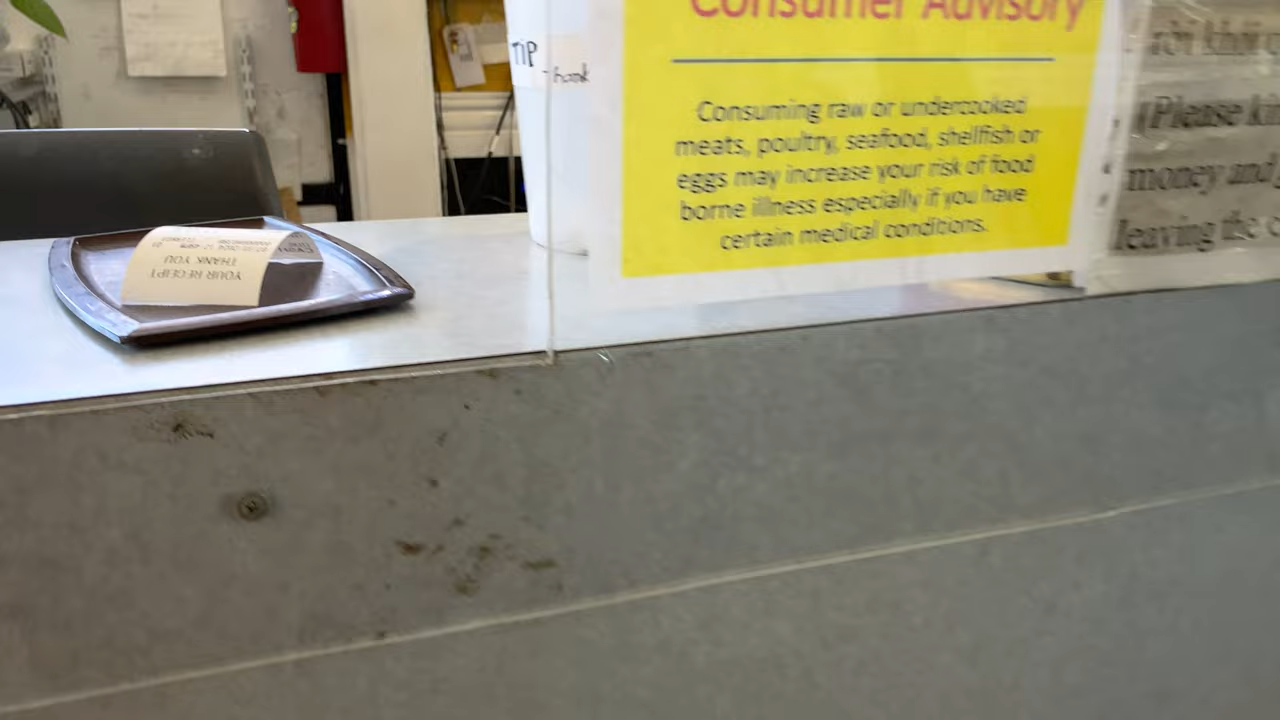 Consumer Advisory
Consuming raw or undercooked
meats, poultry, seafood, shellfish or
eggs may increase your risk of food
borne illness especially if you have
certain medical conditions.
TIP
Thank
Please
money and
leaving the
YOUR RECEIPT
THANK YOU